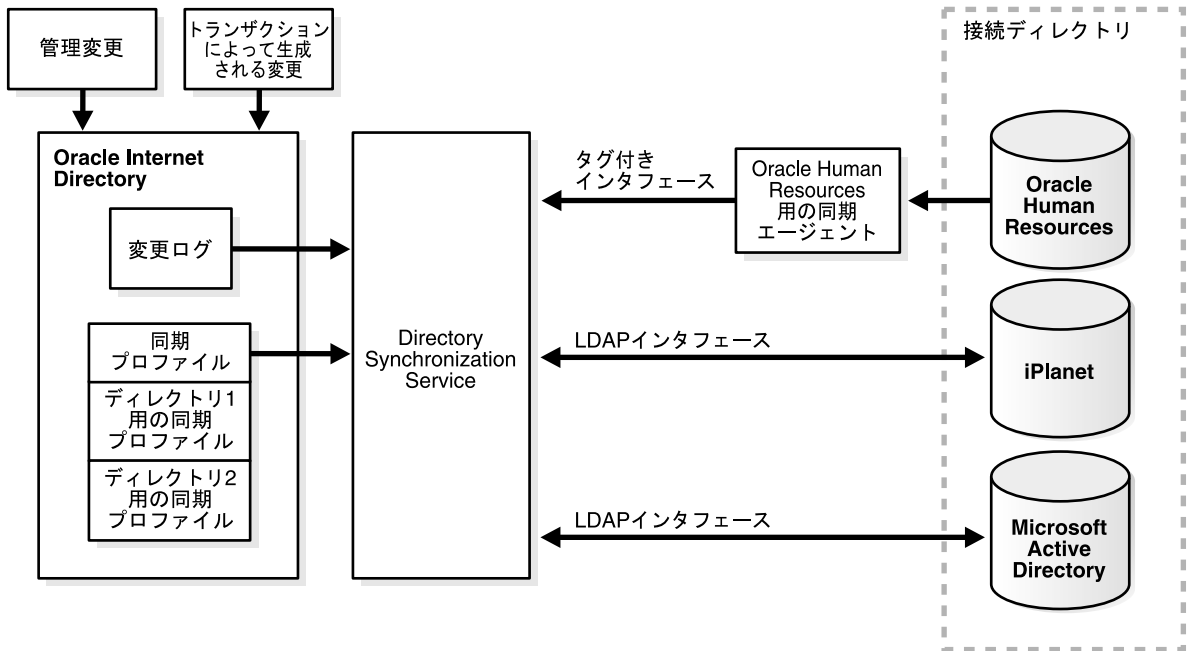 管理変更
トランザクション
によって生成
される変更
接続ディレクトリ
Oracle Internet
Directory
変更ログ
同期
プロファイル
ディレクトリ1
用の同期
プロファイル
ディレクトリ2
用の同期
プロファイル
Directory
Synchronization
Service
タグ付き
インタフェース
Oracle Human
Resources
用の同期
エージェント
Oracle
Human
Resources
LDAPインタフェース
iPlanet
LDAPインタフェース
Microsoft
Active
Directory